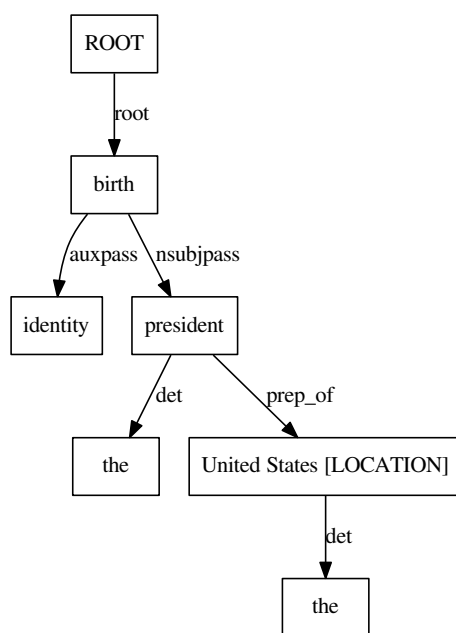 ROOT
root
birth
auxpass nsubjpass
identity president
det prep_of
the United States [LOCATION]
det
the